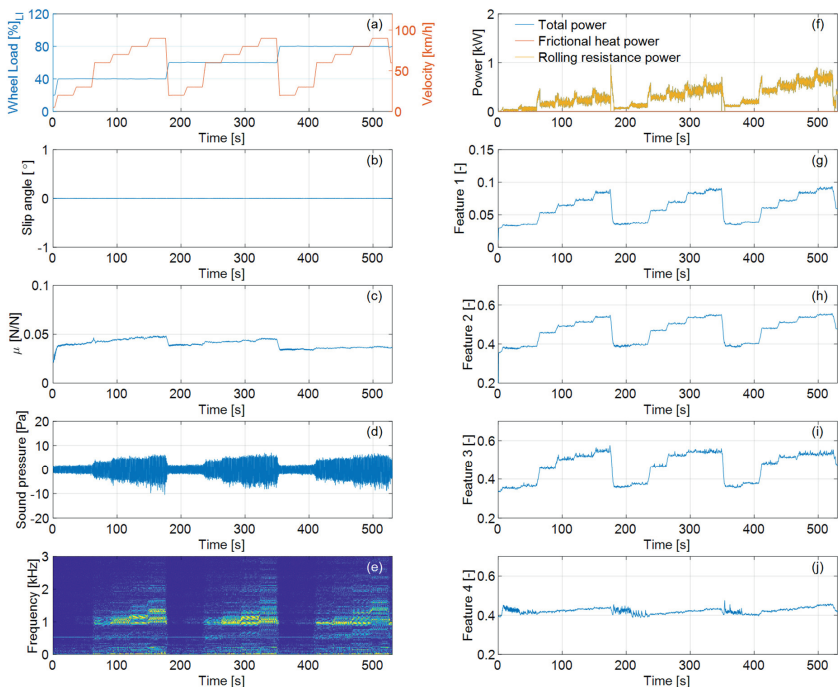 (a)
Wheel Load [%]LI
120
80
40
0
Velocity [km/h]
100
50
0
0 100 200 300 400 500
Time [s]
(b)
Slip angle [°]
1
0
-1
0 100 200 300 400 500
Time [s]
(c)
μ [N/N]
0.1
0.05
0
0 100 200 300 400 500
Time [s]
(d)
Sound pressure [Pa]
20
10
0
-10
-20
0 100 200 300 400 500
Time [s]
(e)
Frequency [kHz]
3
2
1
0
0 100 200 300 400 500
Time [s]
(f)
Total power
Frictional heat power
Rolling resistance power
Power [kW]
2
1
0
0 100 200 300 400 500
Time [s]
(g)
Feature 1 [-]
0.15
0.1
0.05
0
0 100 200 300 400 500
Time [s]
(h)
Feature 2 [-]
0.6
0.4
0.2
0 100 200 300 400 500
Time [s]
(i)
Feature 3 [-]
0.6
0.4
0.2
0 100 200 300 400 500
Time [s]
(j)
Feature 4 [-]
0.6
0.4
0.2
0 100 200 300 400 500
Time [s]